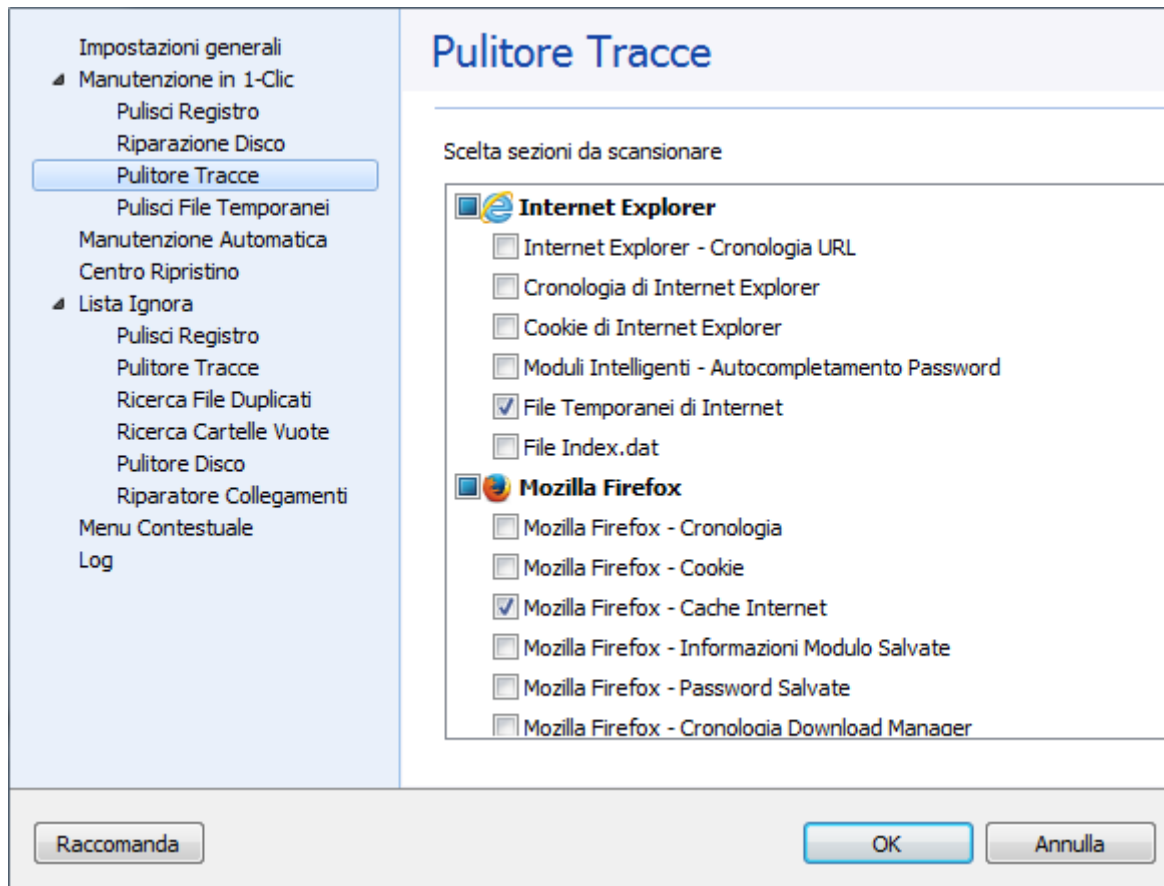 Impostazioni generali
Manutenzione in 1-Clic
Pulisci Registro
Riparazione Disco
Pulitore Tracce
Pulisci File Temporanei
Manutenzione Automatica
Centro Ripristino
Lista Ignora
Pulisci Registro
Pulitore Tracce
Ricerca File Duplicati
Ricerca Cartelle Vuote
Pulitore Disco
Riparatore Collegamenti
Menu Contestuale
Log
Pulitore Tracce
Scelta sezioni da scansionare
Internet Explorer
Internet Explorer - Cronologia URL
Cronologia di Internet Explorer
Cookie di Internet Explorer
Moduli Intelligenti - Autocompletamento Password
File Temporanei di Internet
File Index.dat
Mozilla Firefox
Mozilla Firefox - Cronologia
Mozilla Firefox - Cookie
Mozilla Firefox - Cache Internet
Mozilla Firefox - Informazioni Modulo Salvate
Mozilla Firefox - Password Salvate
Mozilla Firefox - Cronologia Download Manager
Raccomanda
OK
Annulla